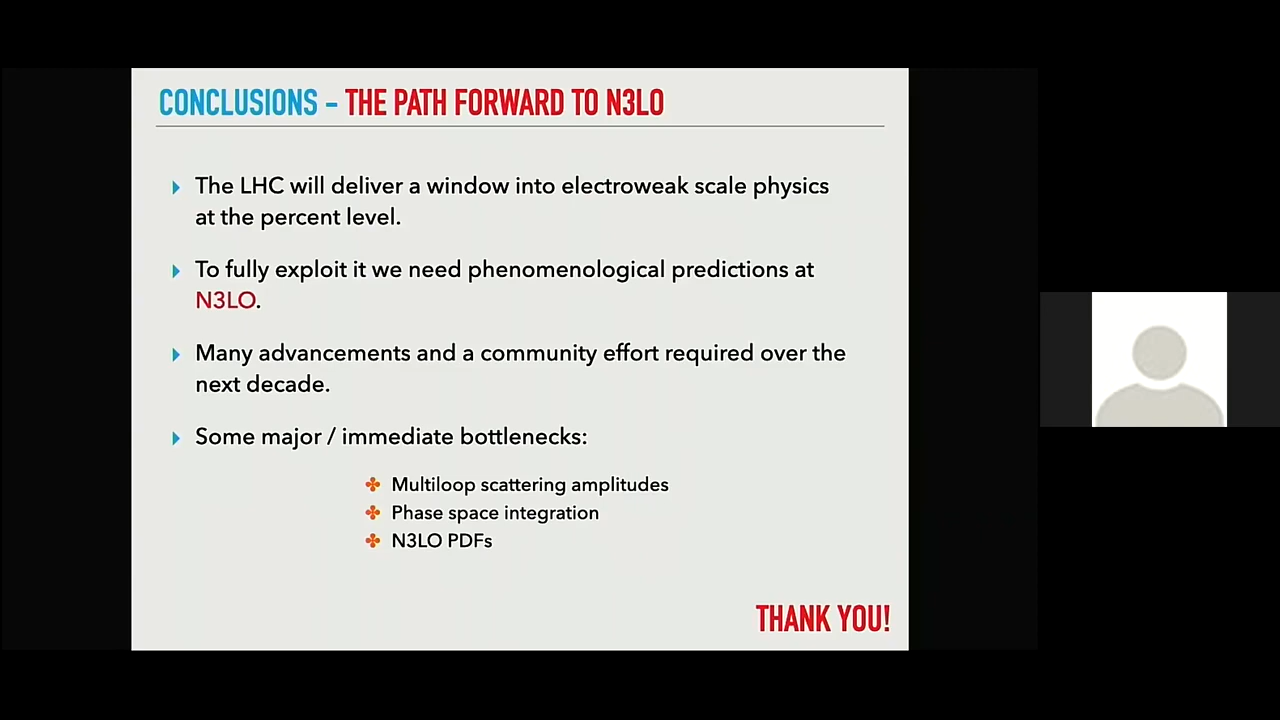 CONCLUSIONS – THE PATH FORWARD TO N3LO
The LHC will deliver a window into electroweak scale physics
at the percent level.
To fully exploit it we need phenomenological predictions at
N3LO.
Many advancements and a community effort required over the
next decade.
Some major / immediate bottlenecks:
Multiloop scattering amplitudes
Phase space integration
N3LO PDFs
THANK YOU!